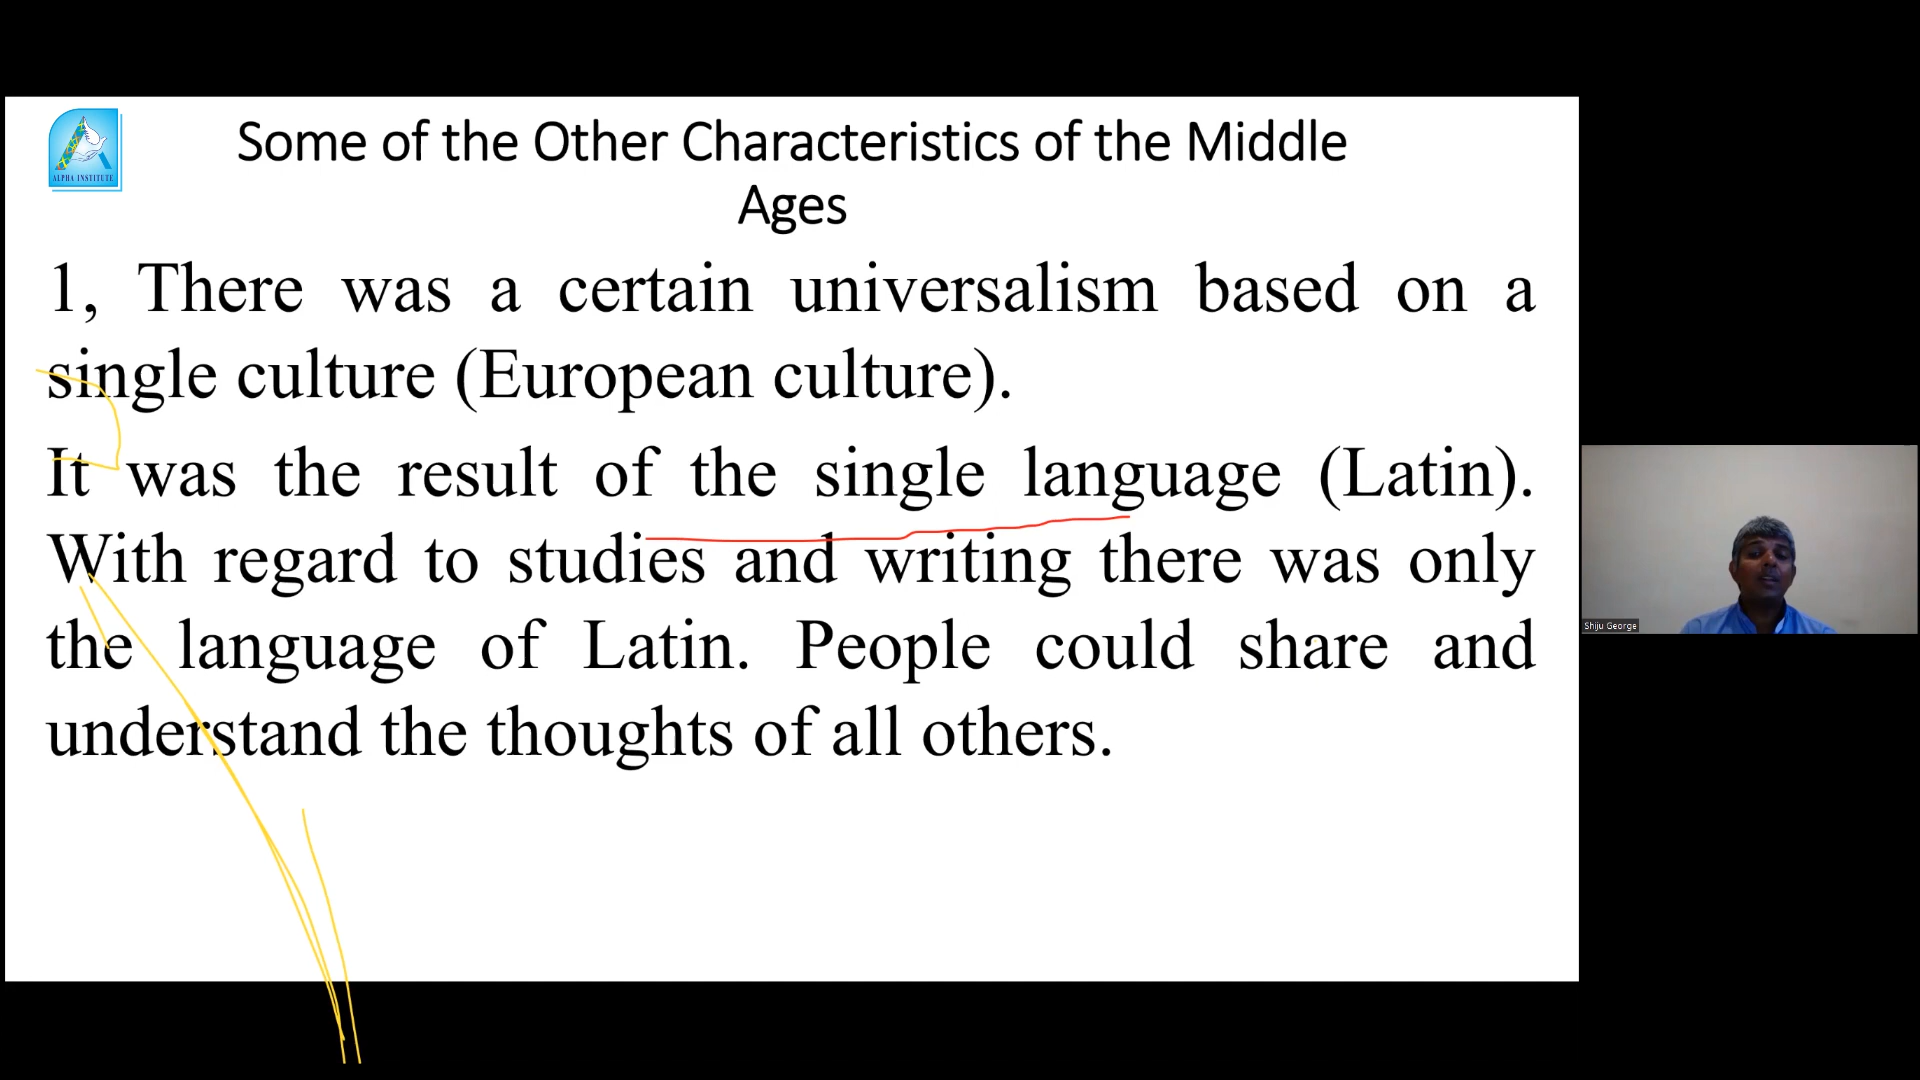 Some of the Other Characteristics of the Middle
Ages
ALPHA INSTITUTE
1, There was a certain universalism based on a
single culture (European culture).
It was the result of the single language (Latin).
With regard to studies and writing there was only
the language of Latin. People could share and
understand the thoughts of all others.
Shiju George